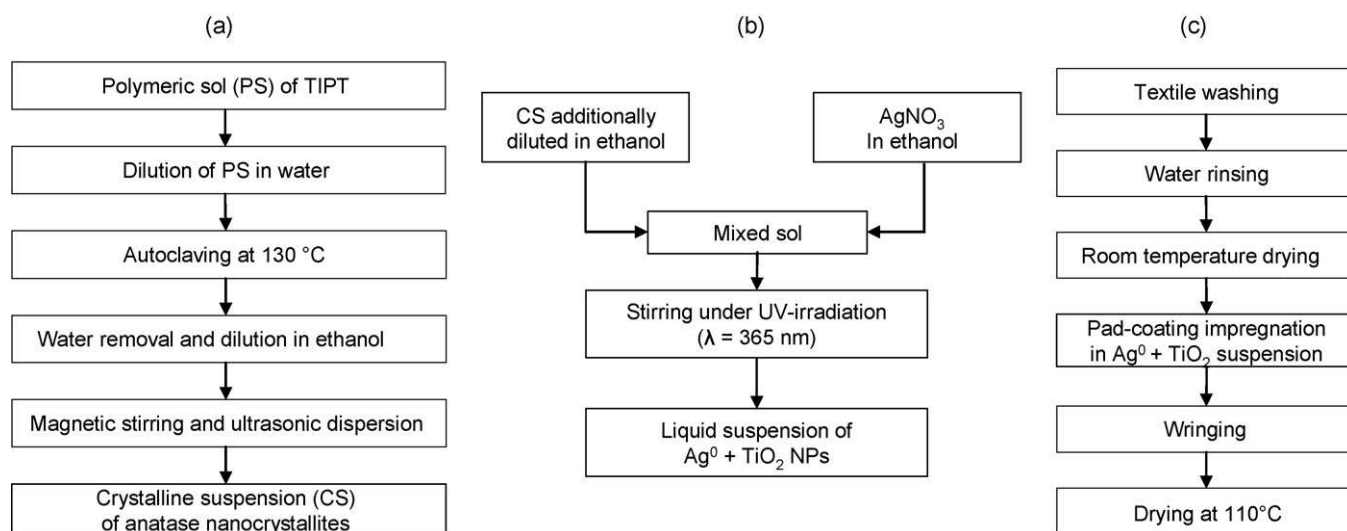 (a)
Polymeric sol (PS) of TIPT
Dilution of PS in water
Autoclaving at 130 °C
Water removal and dilution in ethanol
Magnetic stirring and ultrasonic dispersion
Crystalline suspension (CS)
of anatase nanocrystallites
(b)
CS additionally
diluted in ethanol
AgNO₃
In ethanol
Mixed sol
Stirring under UV-irradiation
(λ = 365 nm)
Liquid suspension of
Ag⁰ + TiO₂ NPs
(c)
Textile washing
Water rinsing
Room temperature drying
Pad-coating impregnation
in Ag⁰ + TiO₂ suspension
Wringing
Drying at 110°C